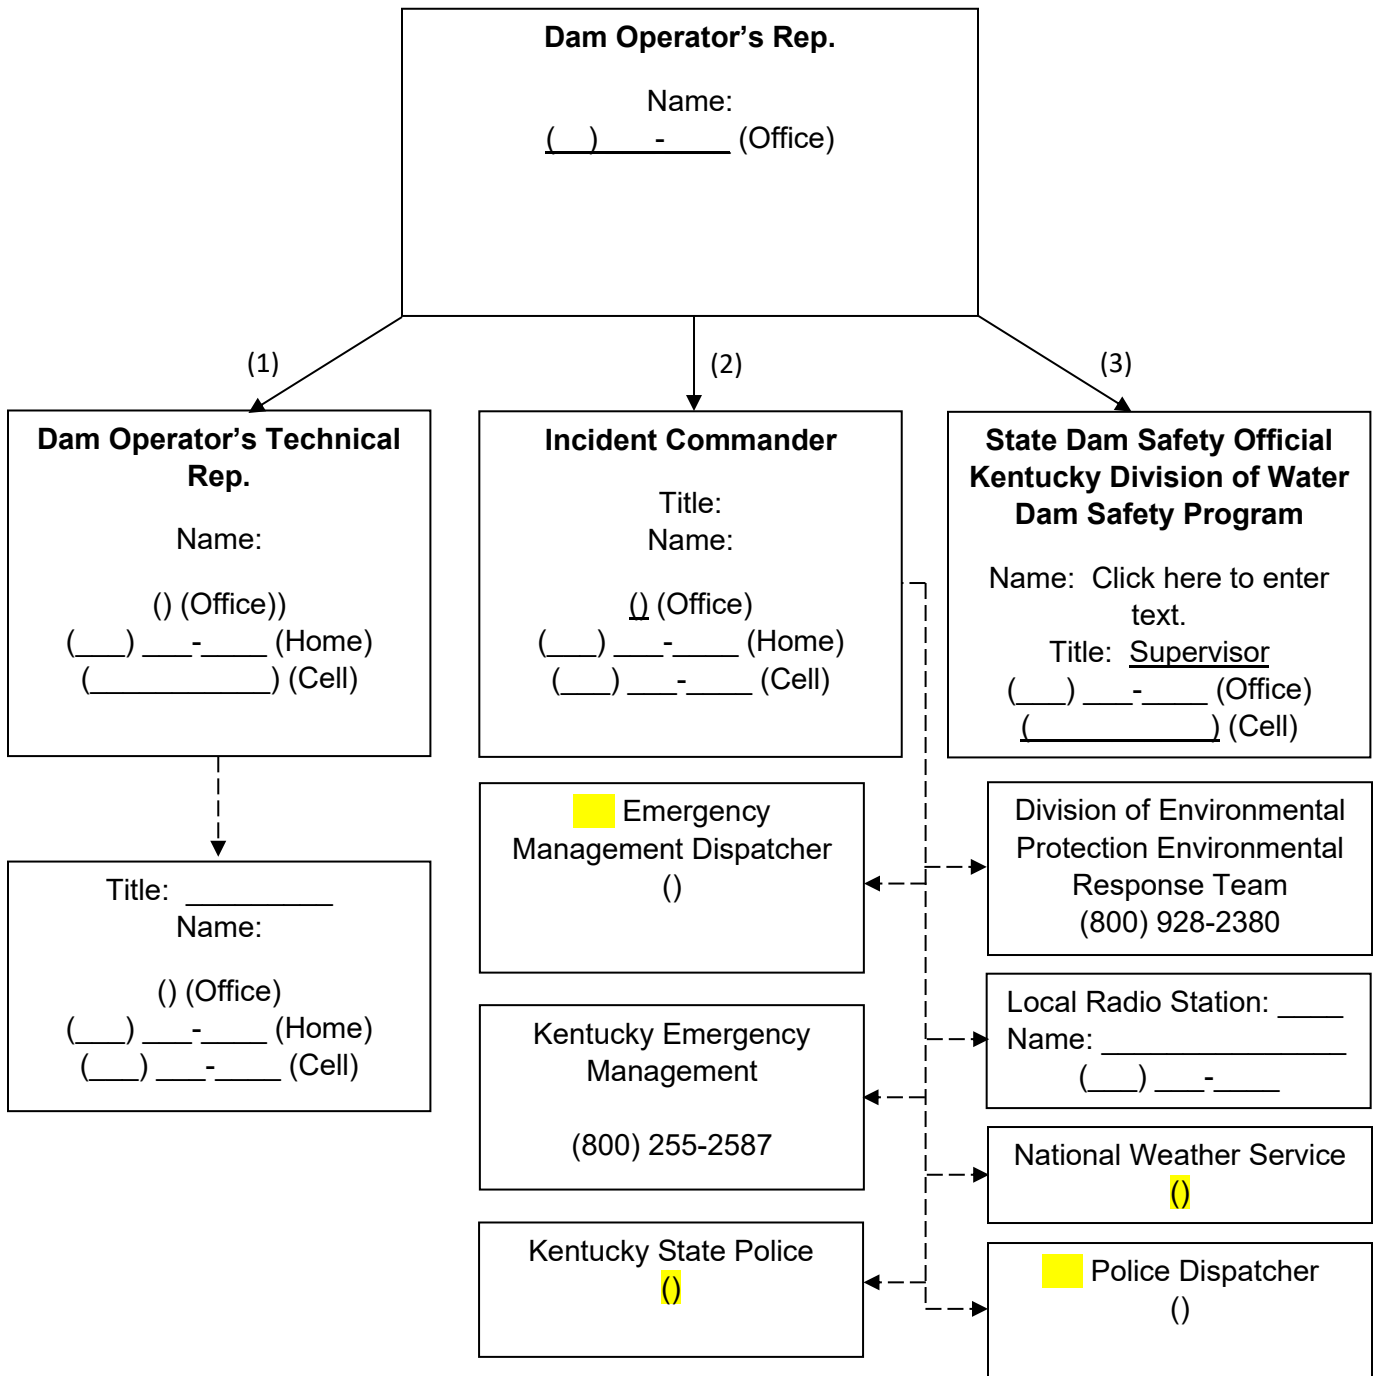 Dam Operator’s Rep.
Name:
(    )       -        (Office)
(1)
(2)
(3)
Dam Operator’s Technical
Rep.
Name:
() (Office))
(___) ___-____ (Home)
(___________) (Cell)
Incident Commander
Title:
Name:
() (Office)
(___) ___-____ (Home)
(___) ___-____ (Cell)
State Dam Safety Official
Kentucky Division of Water
Dam Safety Program
Name:  Click here to enter
text.
Title:  Supervisor
(___) ___-____ (Office)
(                      ) (Cell)
Title:  _________
Name:
() (Office)
(___) ___-____ (Home)
(___) ___-____ (Cell)
Emergency
Management Dispatcher
()
Kentucky Emergency
Management
(800) 255-2587
Kentucky State Police
()
Division of Environmental
Protection Environmental
Response Team
(800) 928-2380
Local Radio Station: ____
Name: _______________
(___) ___-____
National Weather Service
()
Police Dispatcher
()